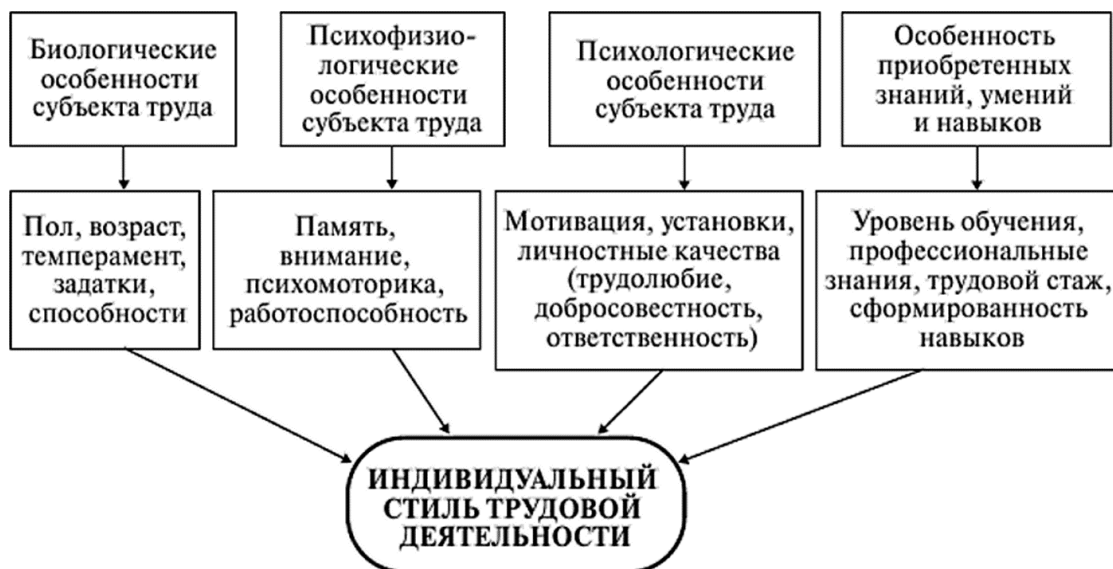 Биологические
особенности
субъекта труда
Психофизио-
логические
особенности
субъекта труда
Психологические
особенности
субъекта труда
Особенность
приобретенных
знаний, умений
и навыков
Пол, возраст,
темперамент,
задатки,
способности
Память,
внимание,
психомоторика,
работоспособность
Мотивация, установки,
личностные качества
(трудолюбие,
добросовестность,
ответственность)
Уровень обучения,
профессиональные
знания, трудовой стаж,
сформированность
навыков
ИНДИВИДУАЛЬНЫЙ
СТИЛЬ ТРУДОВОЙ
ДЕЯТЕЛЬНОСТИ